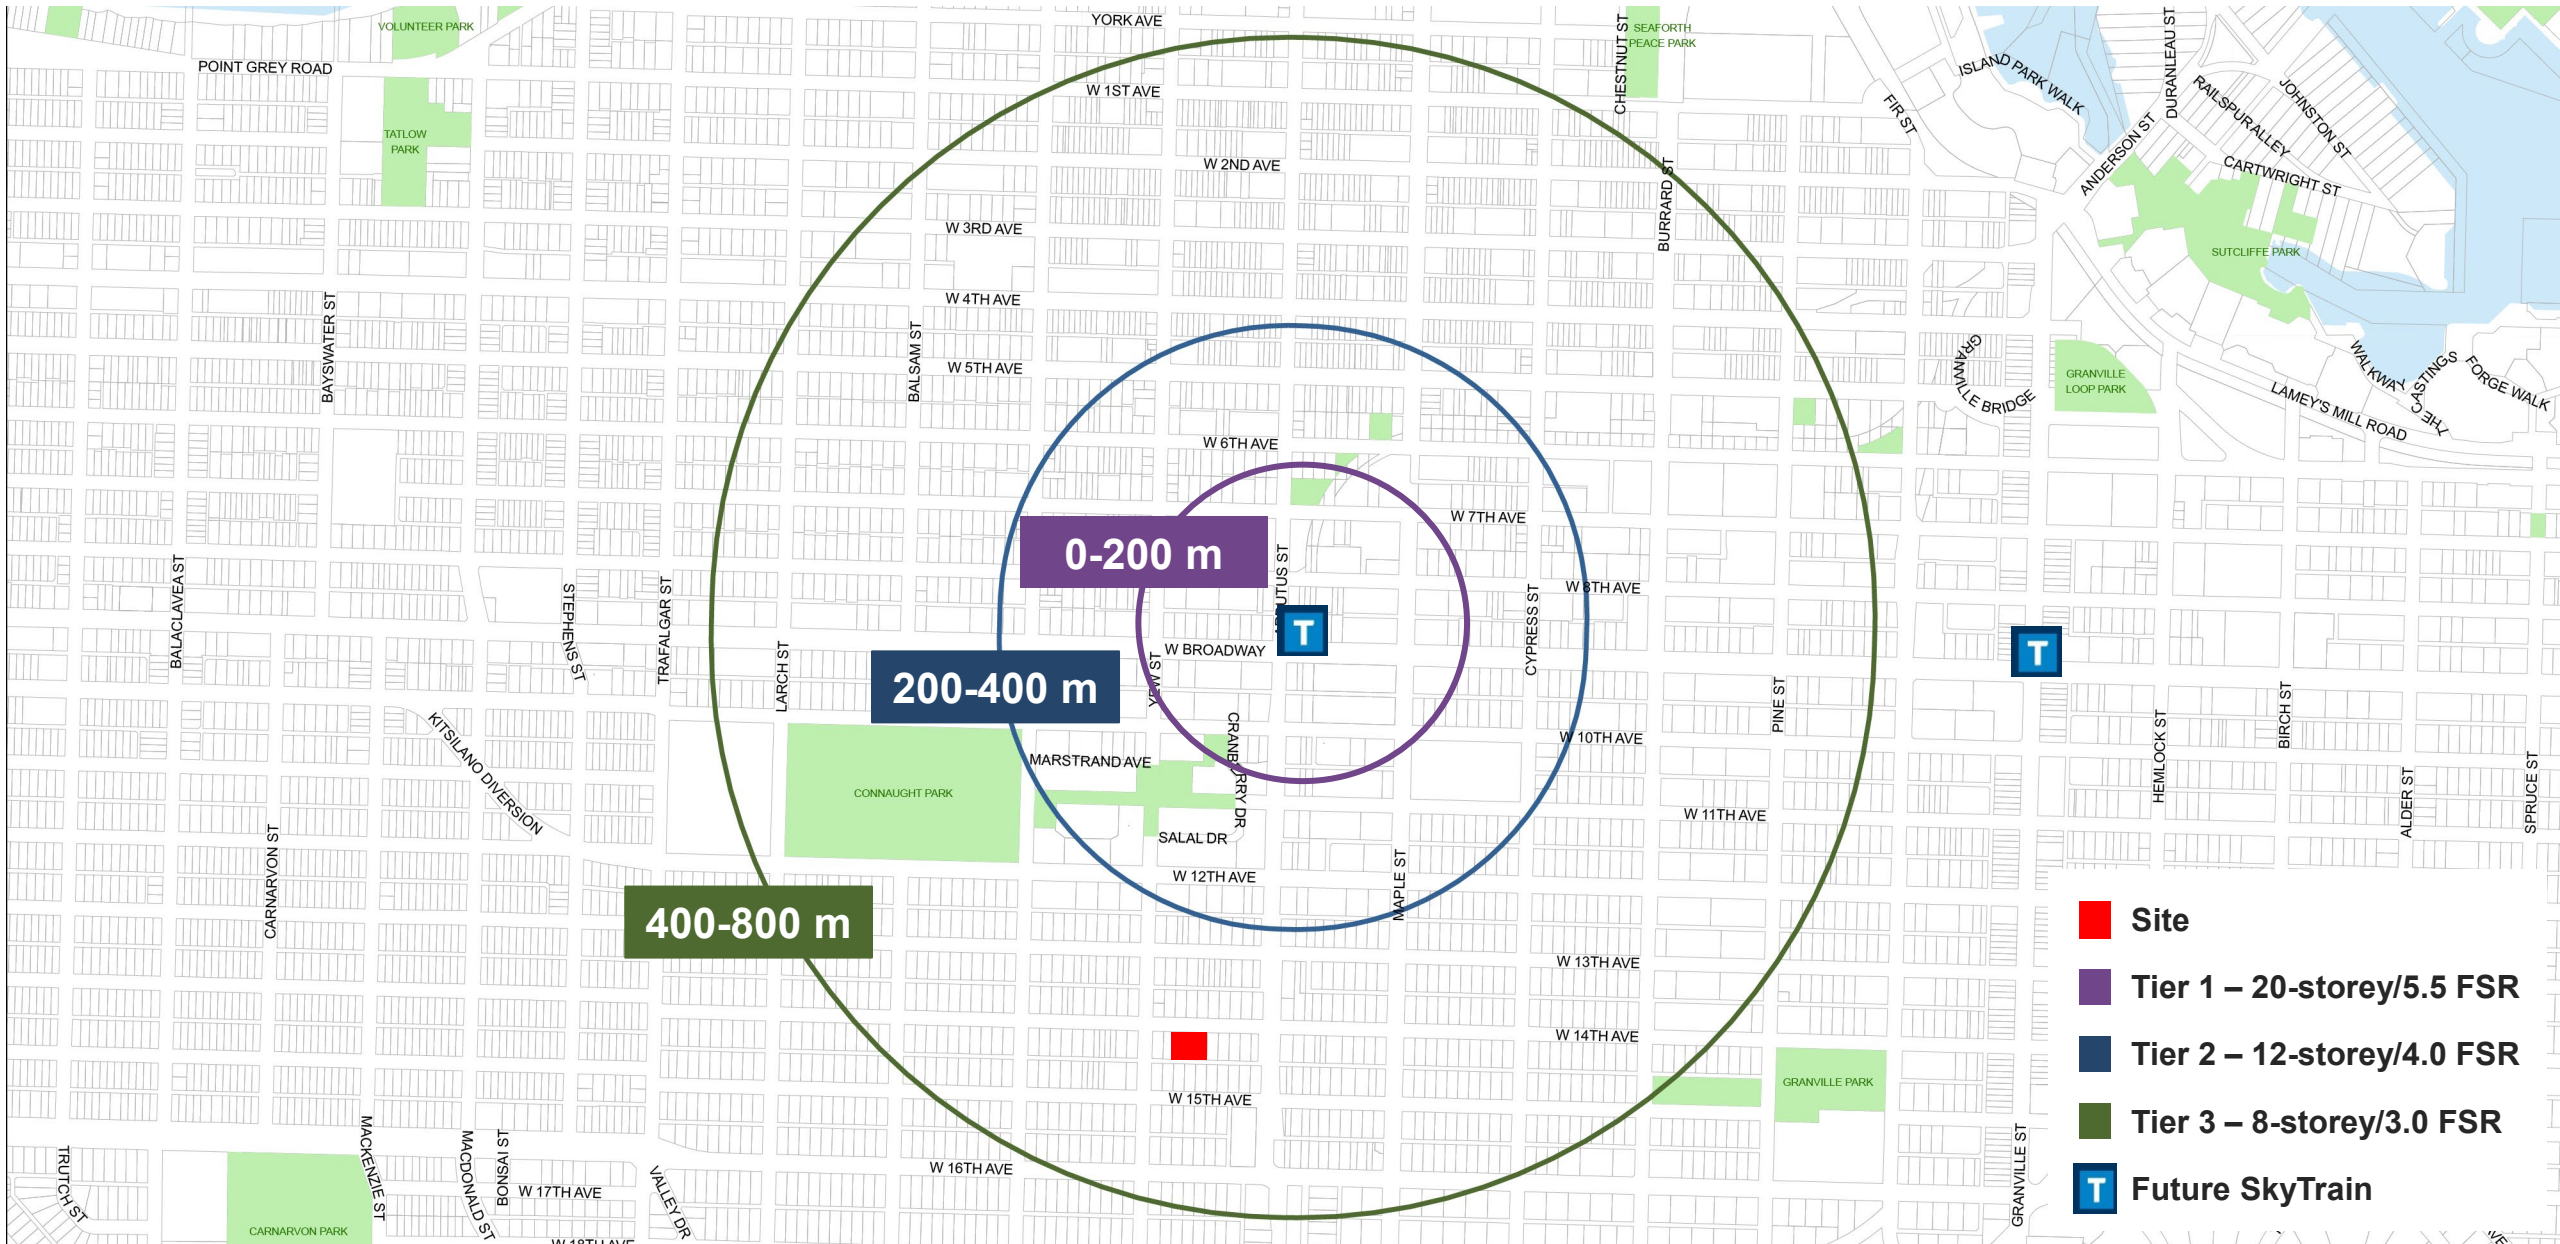 YORK AVE
VOLUNTEER PARK
SEAFORTH
PEACE PARK
CHESTNUT ST
DURANLEAU ST
POINT GREY ROAD
ISLAND PARK WALK
W 1ST AVE
FIR ST
RAILSPUR ALLEY
JOHNSTON ST
TATLOW
PARK
ANDERSON ST
W 2ND AVE
CARTWRIGHT ST
BURRARD ST
W 3RD AVE
SUTCLIFFE PARK
W 4TH AVE
BAYSWATER ST
BALSAM ST
W 5TH AVE
GRANVILLE BRIDGE
GRANVILLE
LOOP PARK
WALKWAY
THE CASTINGS
FORGE WALK
LAMEY'S MILL ROAD
W 6TH AVE
W 7TH AVE
0-200 m
BALACLAVEA ST
STEPHENS ST
TRAFALGAR ST
W 8TH AVE
CYPRESS ST
T
T
W BROADWAY
LARCH ST
YEW ST
200-400 m
PINE ST
BIRCH ST
HEMLOCK ST
KITSILANO DIVERSION
W 10TH AVE
MARSTRAND AVE
CONNAUGHT PARK
ALDER ST
SPRUCE ST
W 11TH AVE
CARNARVON ST
SALAL DR
MAPLE ST
W 12TH AVE
400-800 m
Site
W 13TH AVE
Tier 1 – 20-storey/5.5 FSR
W 14TH AVE
Tier 2 – 12-storey/4.0 FSR
GRANVILLE PARK
W 15TH AVE
Tier 3 – 8-storey/3.0 FSR
TRUTCH ST
MACKENZIE ST
MACDONALD ST
BONSAI ST
W 16TH AVE
W 17TH AVE
VALLEY DR
GRANVILLE ST
T
Future SkyTrain
CARNARVON PARK
W 18TH AVE